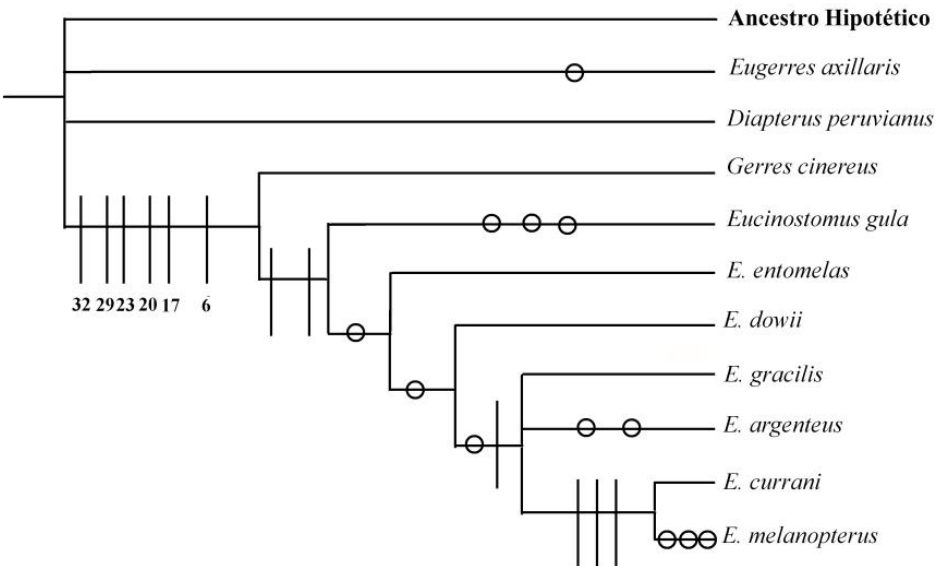 Ancestro Hipotético
Eugerres axillaris
Diapterus peruvianus
Gerres cinereus
Eucinostomus gula
E. entomelas
32 29 23 20 17 6
E. dowii
E. gracilis
E. argenteus
E. currani
E. melanopterus